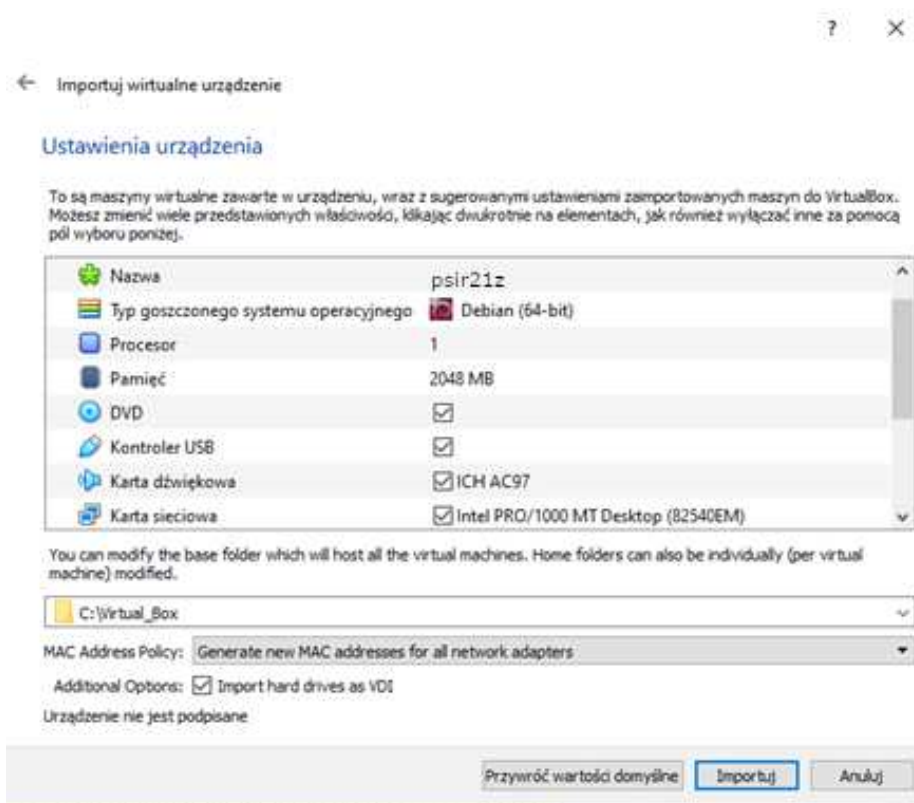 ?
Importuj wirtualne urządzenie
Ustawienia urządzenia
To są maszyny wirtualne zawarte w urządzeniu, wraz z sugerowanymi ustawieniami zaimportowanych maszyn do VirtualBox.
Możesz zmienić wiele przedstawionych właściwości, klikając dwukrotnie na elementach, jak również wyłączać inne za pomocą
pól wyboru poniżej.
Nazwa psir21z
Typ goszczonego systemu operacyjnego Debian (64-bit)
Procesor 1
Pamięć 2048 MB
DVD
Kontroler USB
Karta dźwiękowa ICH AC97
Karta sieciowa Intel PRO/1000 MT Desktop (82540EM)
You can modify the base folder which will host all the virtual machines. Home folders can also be individually (per virtual
machine) modified.
C:\Virtual_Box
MAC Address Policy: Generate new MAC addresses for all network adapters
Additional Options: Import hard drives as VDI
Urządzenie nie jest podpisane
Przywróć wartości domyślne Importuj Anuluj